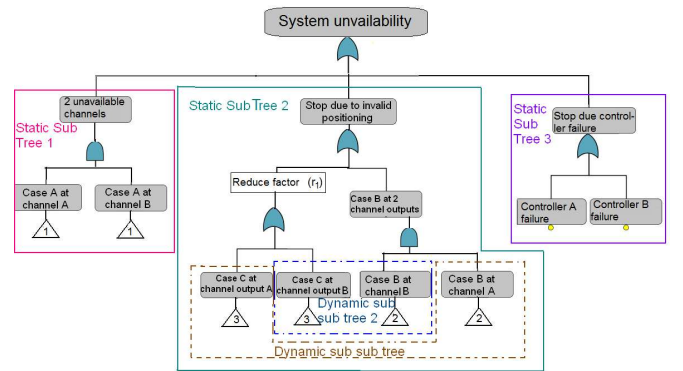 System unvailability
2 unavailable
channels
Static Sub
Tree 1
Case A at
channel A
Case A at
channel B
1
1
Static Sub Tree 2
Stop due to invalid
positioning
Reduce factor (r1)
Case B at 2
channel outputs
Case C at
channel output A
Case C at
channel output B
Case B at
channel B
Case B at
channel A
3
3
2
2
Dynamic sub
sub tree 2
Dynamic sub sub tree
Static
Sub
Tree 3
Stop due control-
ler failure
Controller A
failure
Controller B
failure